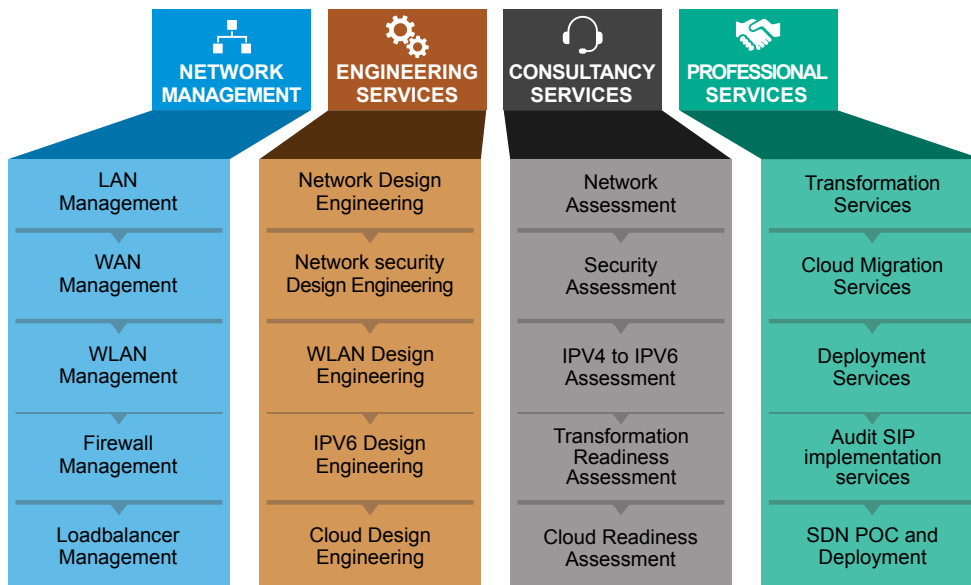 NETWORK
MANAGEMENT
LAN
Management
WAN
Management
WLAN
Management
Firewall
Management
Loadbalancer
Management
ENGINEERING
SERVICES
Network Design
Engineering
Network security
Design Engineering
WLAN Design
Engineering
IPV6 Design
Engineering
Cloud Design
Engineering
CONSULTANCY
SERVICES
Network
Assessment
Security
Assessment
IPV4 to IPV6
Assessment
Transformation
Readiness
Assessment
Cloud Readiness
Assessment
PROFESSIONAL
SERVICES
Transformation
Services
Cloud Migration
Services
Deployment
Services
Audit SIP
implementation
services
SDN POC and
Deployment